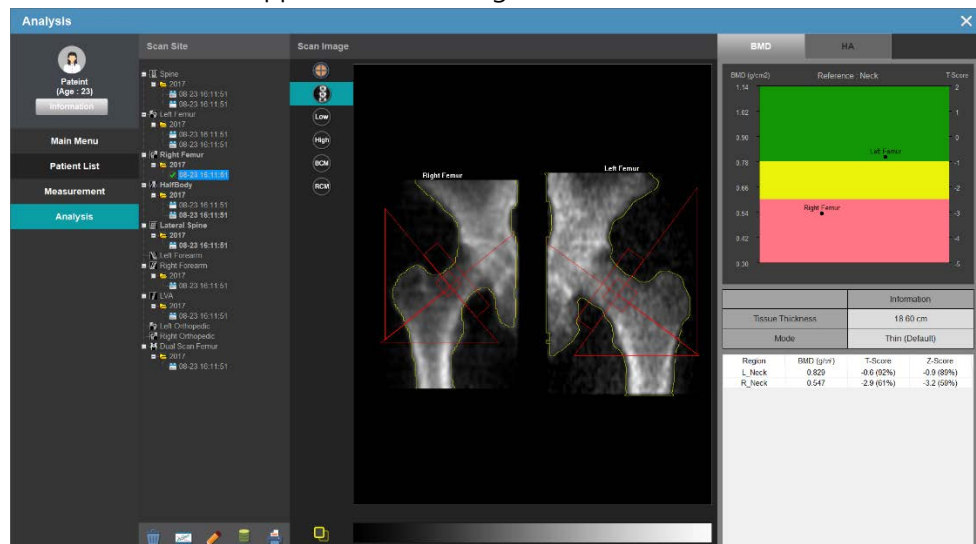 Analysis
Pateint
(Age : 23)
Information
Main Menu
Patient List
Measurement
Analysis
Scan Site
Spine
2017
08-23 16:11:51
08-23 16:11:51
Left Femur
2017
08-23 16:11:51
08-23 16:11:51
Right Femur
2017
08-23 16:11:51
HalfBody
2017
08-23 16:11:51
08-23 16:11:51
Lateral Spine
2017
08-23 16:11:51
Left Forearm
Right Forearm
2017
08-23 16:11:51
LVA
2017
08-23 16:11:51
Left Orthopedic
Right Orthopedic
Dual Scan Femur
2017
08-23 16:11:51
Scan Image
Low
High
BCM
RCM
Right Femur
Left Femur
BMD
HA
BMD (g/cm2) Reference : Neck T-Score
1.14 2
1.02 1
0.90 0
0.78 -1
0.66 -2
0.54 -3
0.42 -4
0.30 -5
Left Femur
Right Femur
Information
Tissue Thickness 18.60 cm
Mode Thin (Default)
Region BMD (g/㎠) T-Score Z-Score
L_Neck 0.829 -0.6 (92%) -0.9 (89%)
R_Neck 0.547 -2.9 (61%) -3.2 (59%)